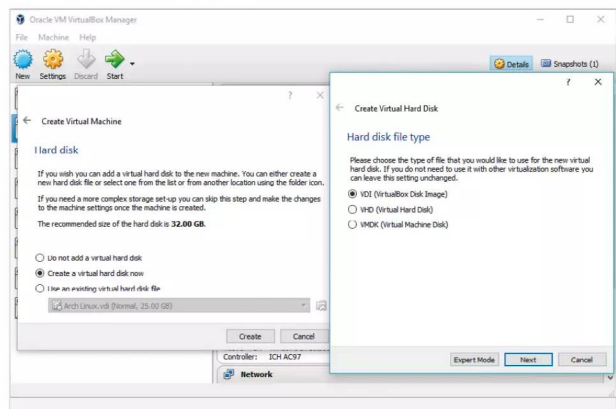 Oracle VM VirtualBox Manager
File Machine Help
New Settings Discard Start
Details Snapshots (1)
Create Virtual Machine
Hard disk
If you wish you can add a virtual hard disk to the new machine. You can either create a
new hard disk file or select one from the list or from another location using the folder icon.
If you need a more complex storage set-up you can skip this step and make the changes
to the machine settings once the machine is created.
The recommended size of the hard disk is 32.00 GB.
Do not add a virtual hard disk
Create a virtual hard disk now
Use an existing virtual hard disk file
Arch Linux.vdi (Normal, 25.00 GB)
Create Cancel
Controller: ICH AC97
Network
?
Create Virtual Hard Disk
Hard disk file type
Please choose the type of file that you would like to use for the new virtual
hard disk. If you do not need to use it with other virtualization software you can
leave this setting unchanged.
VDI (VirtualBox Disk Image)
VHD (Virtual Hard Disk)
VMDK (Virtual Machine Disk)
Expert Mode Next Cancel